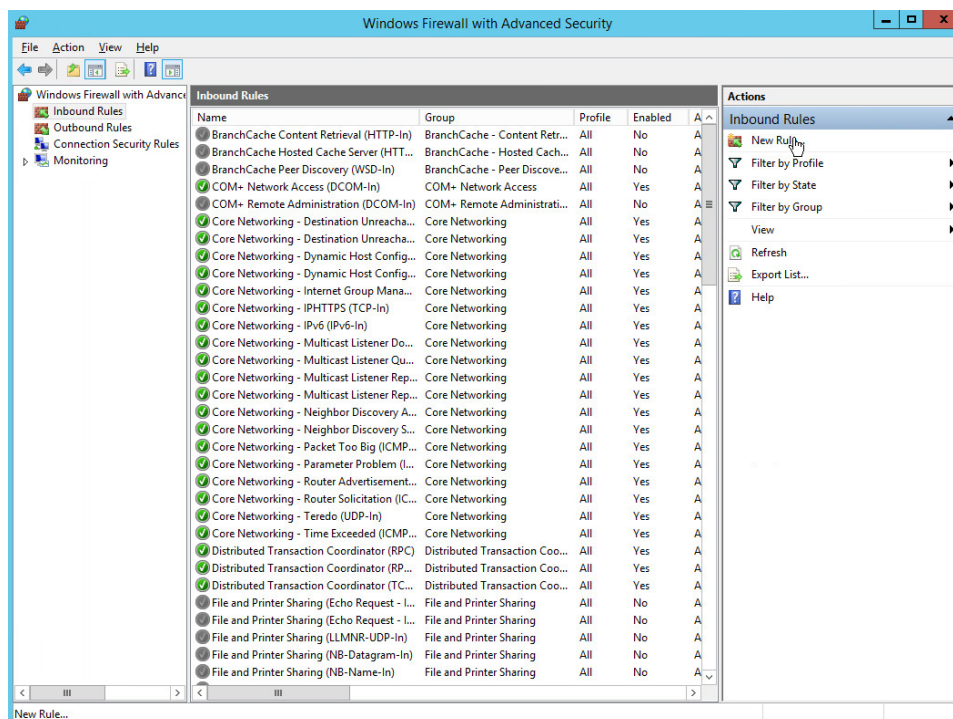 Windows Firewall with Advanced Security
File Action View Help
Windows Firewall with Advance
Inbound Rules
Outbound Rules
Connection Security Rules
Monitoring
Inbound Rules
Name Group Profile Enabled A
BranchCache Content Retrieval (HTTP-In) BranchCache - Content Retr... All No A
BranchCache Hosted Cache Server (HTT... BranchCache - Hosted Cach... All No A
BranchCache Peer Discovery (WSD-In) BranchCache - Peer Discove... All No A
COM+ Network Access (DCOM-In) COM+ Network Access All Yes A
COM+ Remote Administration (DCOM-In) COM+ Remote Administrati... All No A
Core Networking - Destination Unreacha... Core Networking All Yes A
Core Networking - Destination Unreacha... Core Networking All Yes A
Core Networking - Dynamic Host Config... Core Networking All Yes A
Core Networking - Dynamic Host Config... Core Networking All Yes A
Core Networking - Internet Group Mana... Core Networking All Yes A
Core Networking - IPHTTPS (TCP-In) Core Networking All Yes A
Core Networking - IPv6 (IPv6-In) Core Networking All Yes A
Core Networking - Multicast Listener Do... Core Networking All Yes A
Core Networking - Multicast Listener Qu... Core Networking All Yes A
Core Networking - Multicast Listener Rep... Core Networking All Yes A
Core Networking - Multicast Listener Rep... Core Networking All Yes A
Core Networking - Neighbor Discovery A... Core Networking All Yes A
Core Networking - Neighbor Discovery S... Core Networking All Yes A
Core Networking - Packet Too Big (ICMP... Core Networking All Yes A
Core Networking - Parameter Problem (I... Core Networking All Yes A
Core Networking - Router Advertisement... Core Networking All Yes A
Core Networking - Router Solicitation (IC... Core Networking All Yes A
Core Networking - Teredo (UDP-In) Core Networking All Yes A
Core Networking - Time Exceeded (ICMP... Core Networking All Yes A
Distributed Transaction Coordinator (RPC) Distributed Transaction Coo... All Yes A
Distributed Transaction Coordinator (RP... Distributed Transaction Coo... All Yes A
Distributed Transaction Coordinator (TC... Distributed Transaction Coo... All Yes A
File and Printer Sharing (Echo Request - I... File and Printer Sharing All No A
File and Printer Sharing (Echo Request - I... File and Printer Sharing All No A
File and Printer Sharing (LLMNR-UDP-In) File and Printer Sharing All No A
File and Printer Sharing (NB-Datagram-In) File and Printer Sharing All No A
File and Printer Sharing (NB-Name-In) File and Printer Sharing All No A
Actions
Inbound Rules
New Rule...
Filter by Profile
Filter by State
Filter by Group
View
Refresh
Export List...
Help
New Rule...